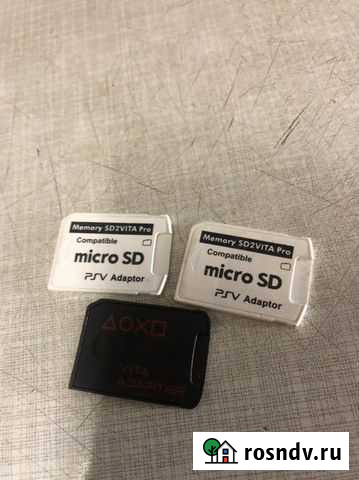 Memory SD2VITA Pro
Compatible
micro SD
PSV Adaptor
Memory SD2VITA Pro
Compatible
micro SD
PSV Adaptor
VITA
ADAPTER
rosndv.ru